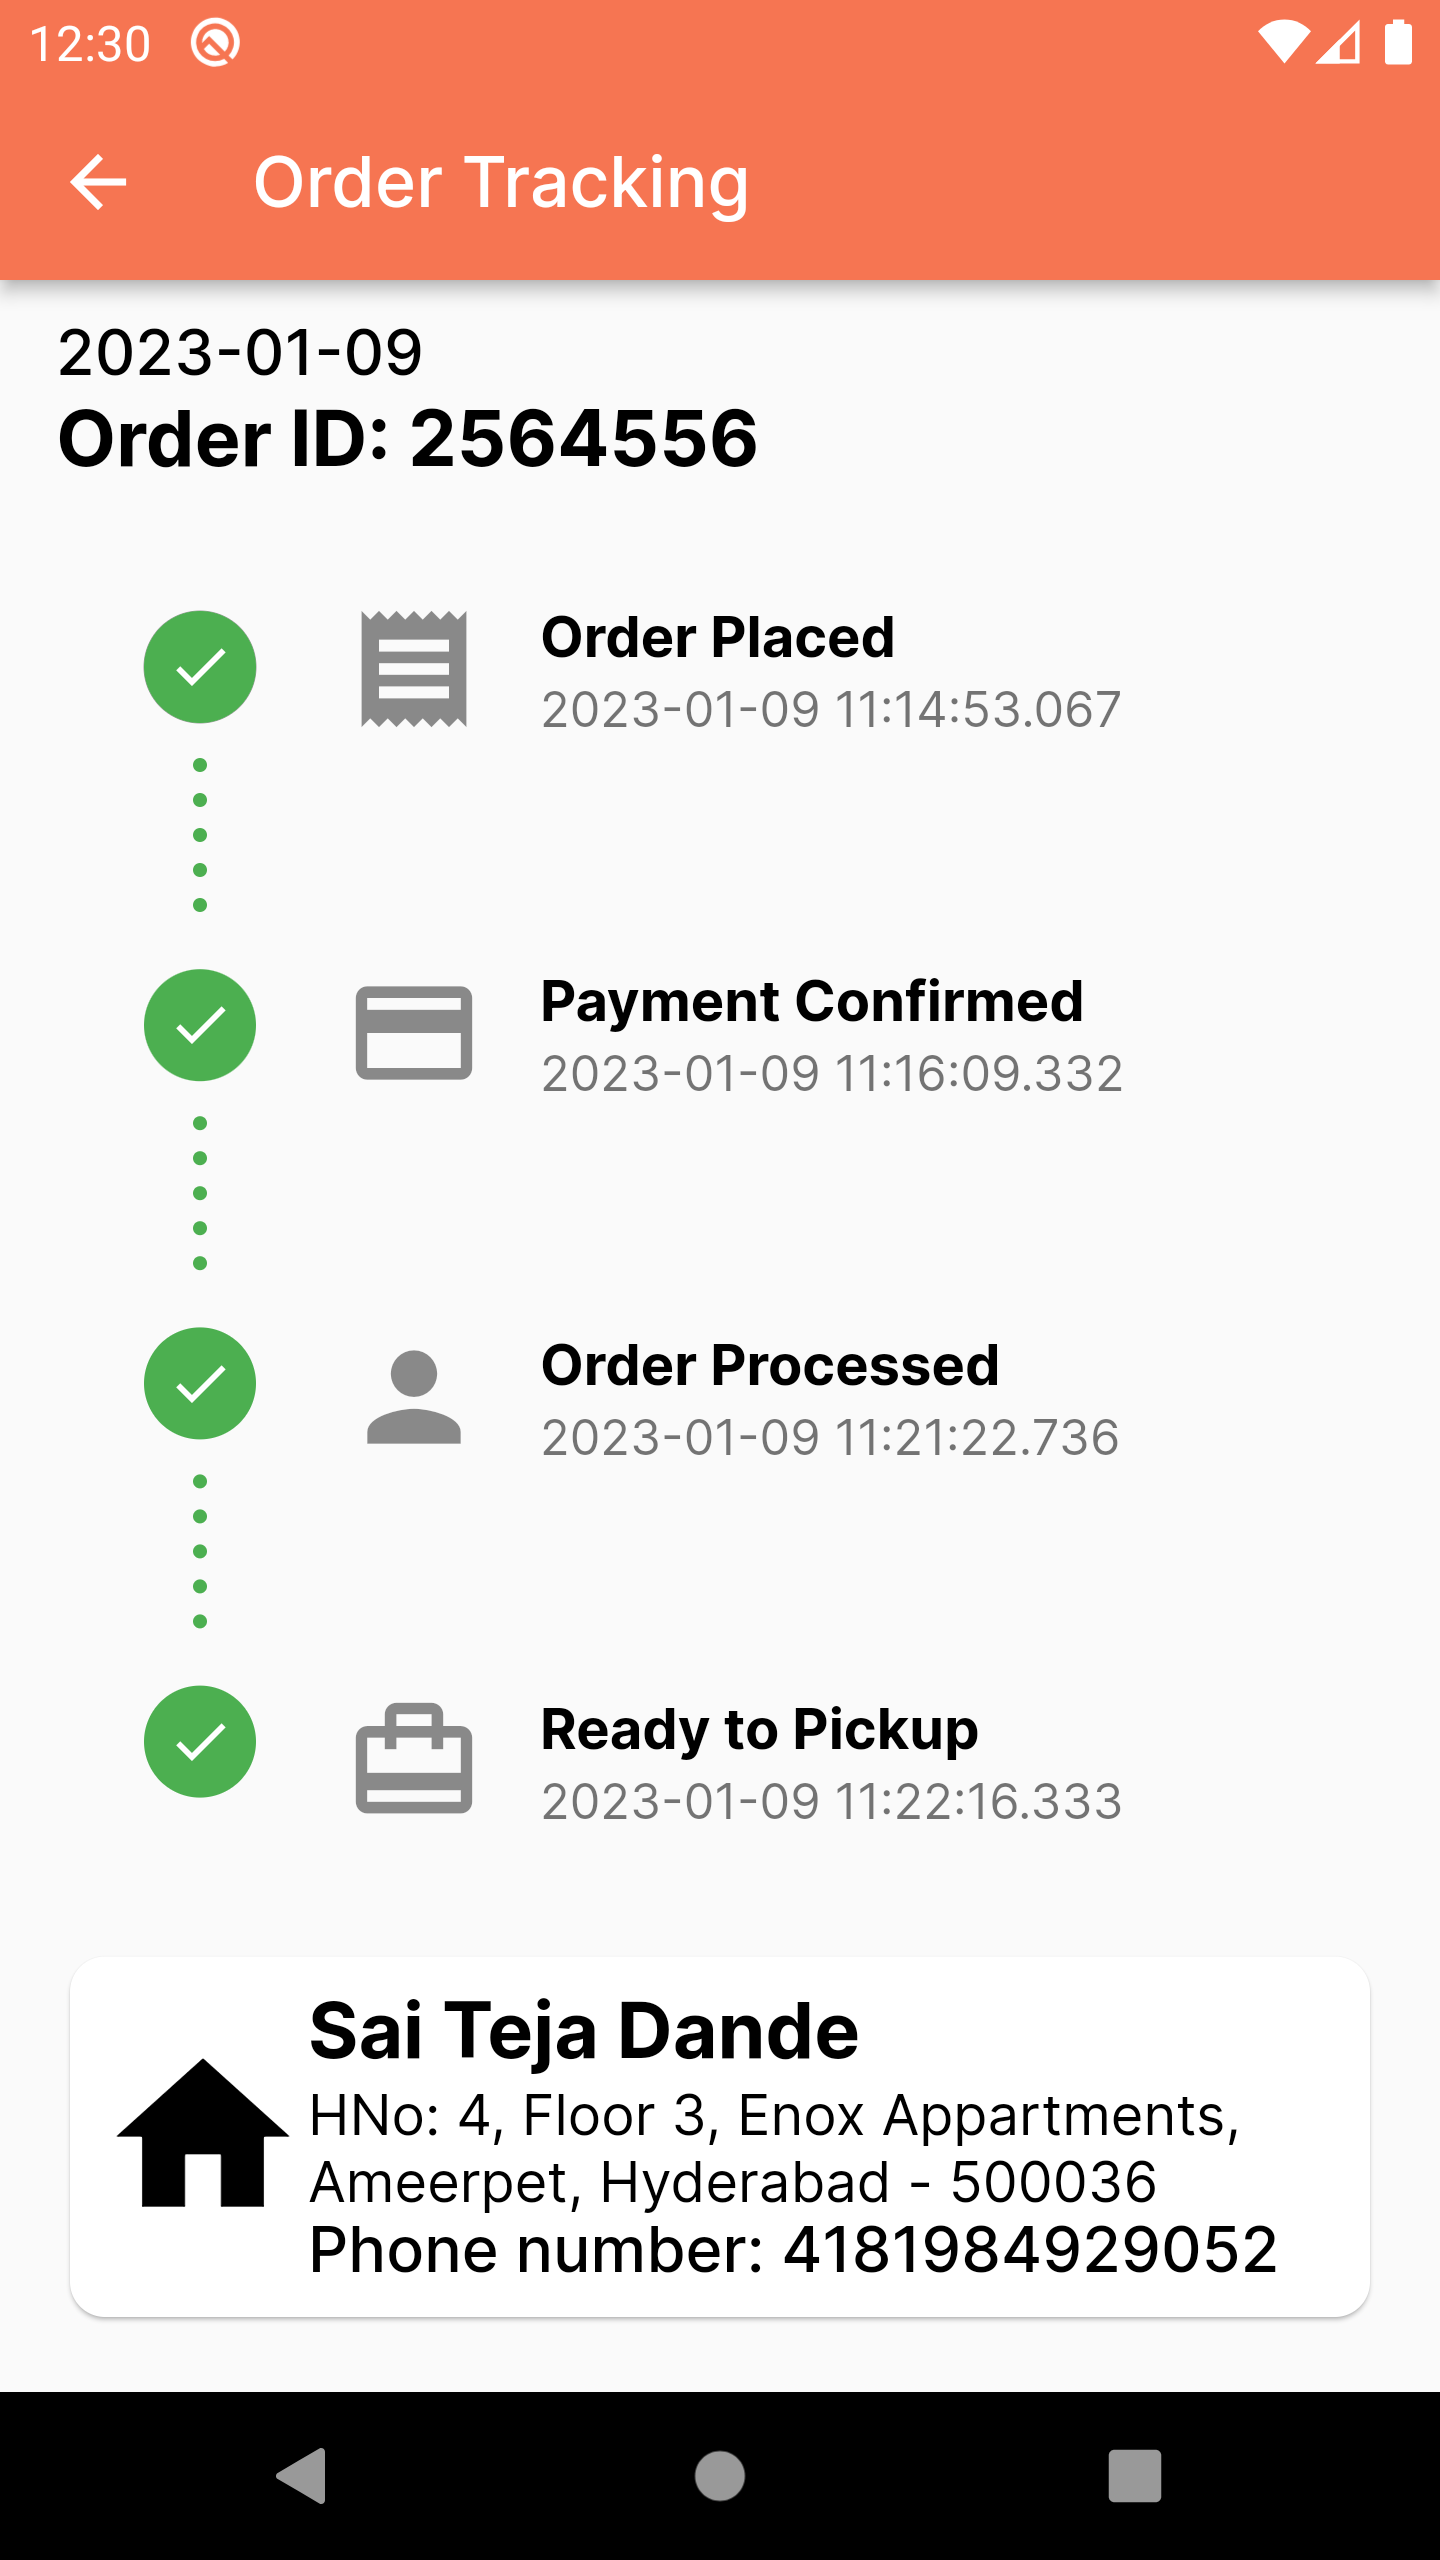 12:30
Order Tracking
2023-01-09
Order ID: 2564556
Order Placed
2023-01-09 11:14:53.067
Payment Confirmed
2023-01-09 11:16:09.332
Order Processed
2023-01-09 11:21:22.736
Ready to Pickup
2023-01-09 11:22:16.333
Sai Teja Dande
HNo: 4, Floor 3, Enox Appartments,
Ameerpet, Hyderabad - 500036
Phone number: 4181984929052